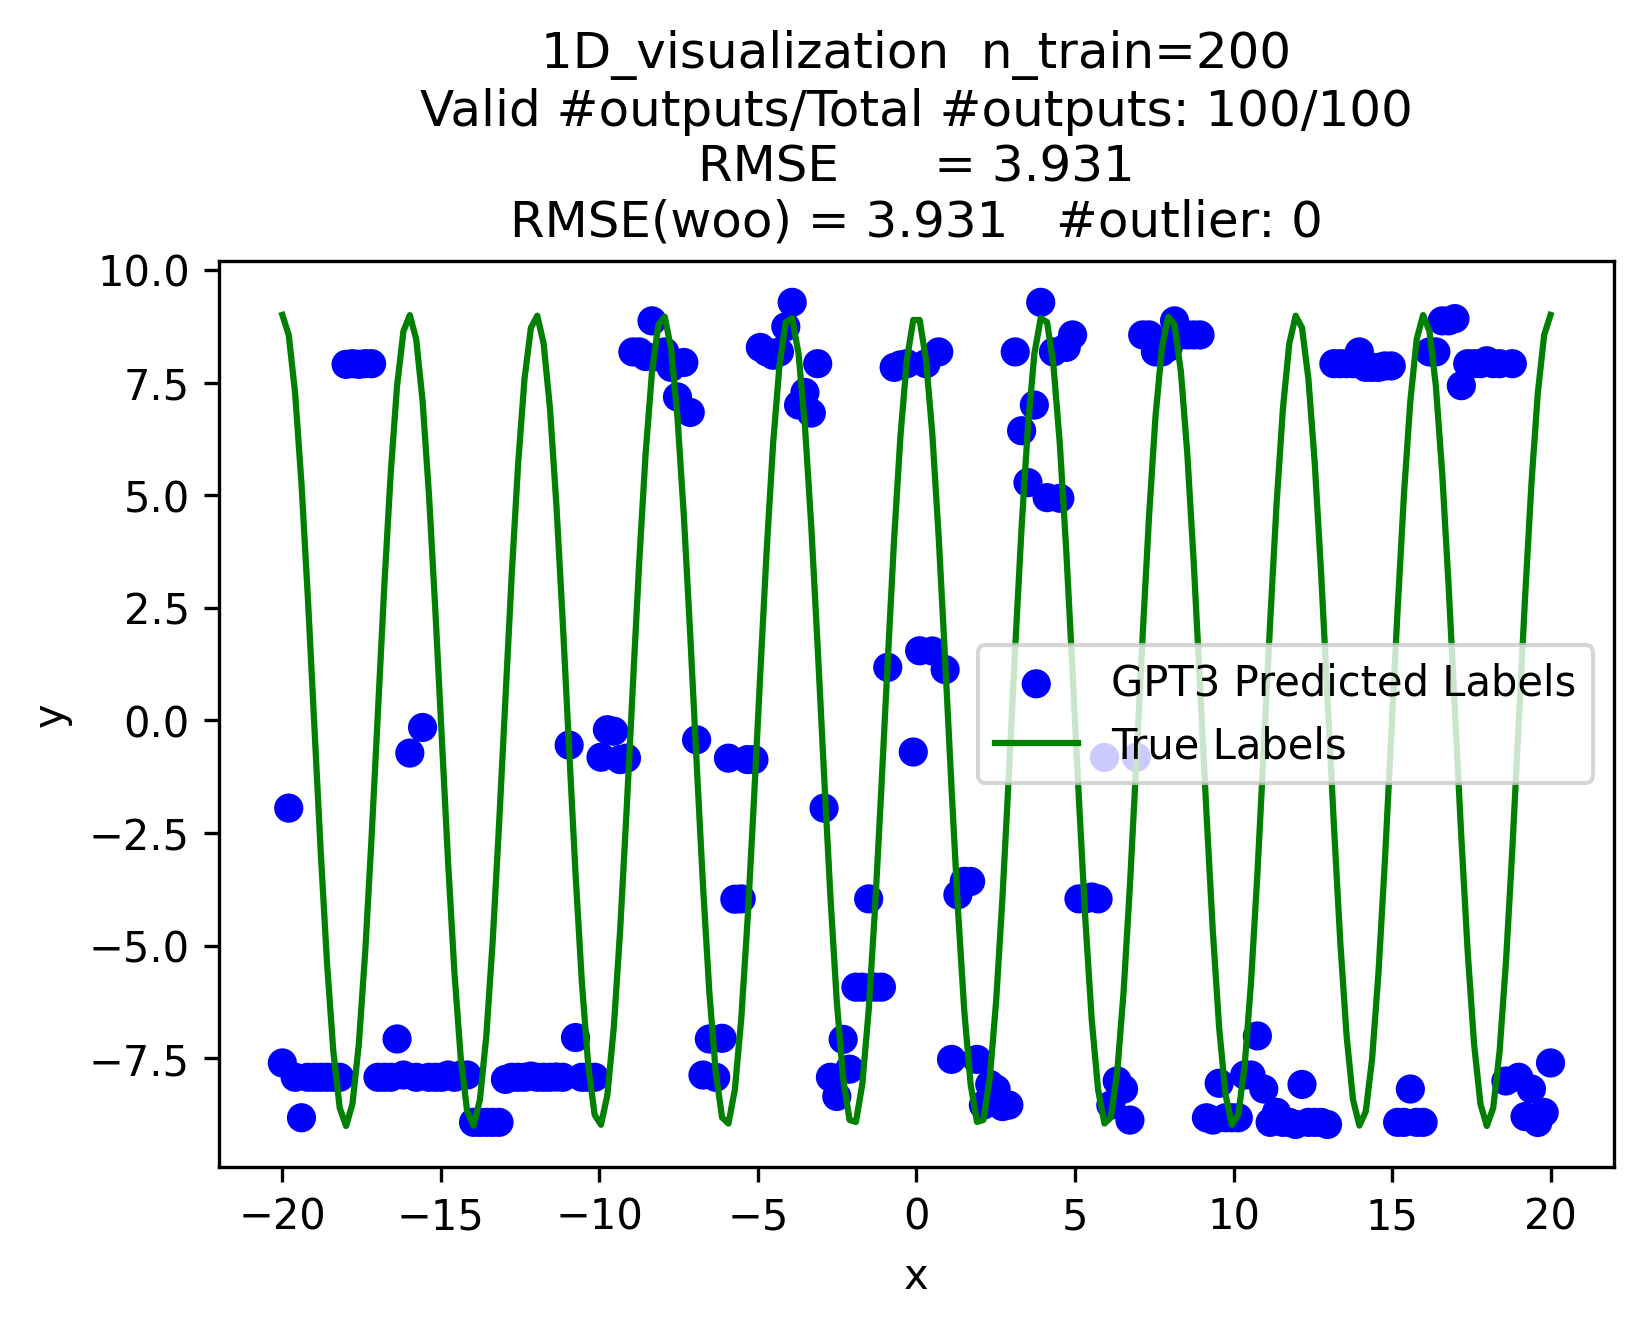 1D_visualization  n_train=200
Valid #outputs/Total #outputs: 100/100
RMSE      = 3.931
RMSE(woo) = 3.931   #outlier: 0
10.0
7.5
5.0
2.5
0.0
−2.5
−5.0
−7.5
y
GPT3 Predicted Labels
True Labels
−20 −15 −10 −5 0 5 10 15 20
x